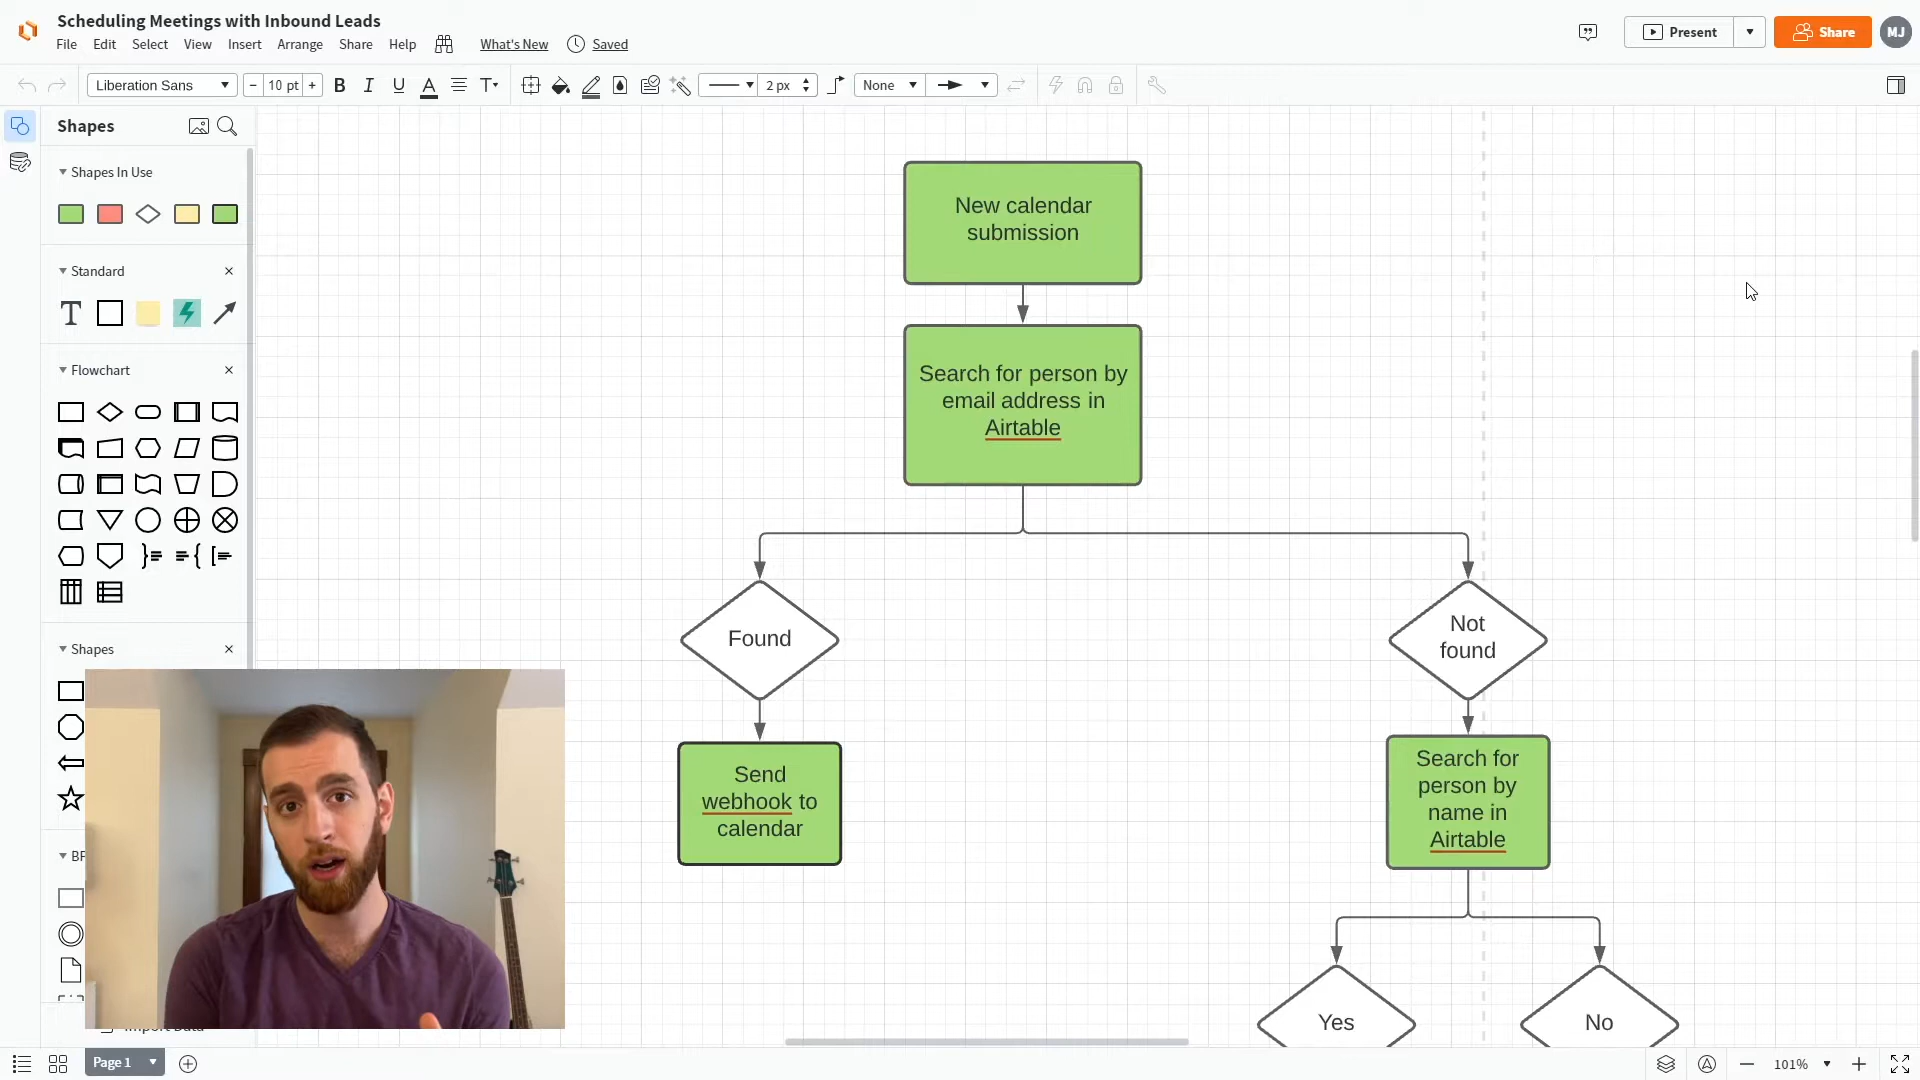 Scheduling Meetings with Inbound Leads
File Edit Select View Insert Arrange Share Help What's New Saved
Present
Share
MJ
Liberation Sans
− 10 pt +
B I U A T
2 px
None
Shapes
Shapes In Use
Standard
T
Flowchart
Shapes
New calendar
submission
Search for person by
email address in
Airtable
Found
Not
found
Send
webhook to
calendar
Search for
person by
name in
Airtable
Yes
No
Page 1
101%